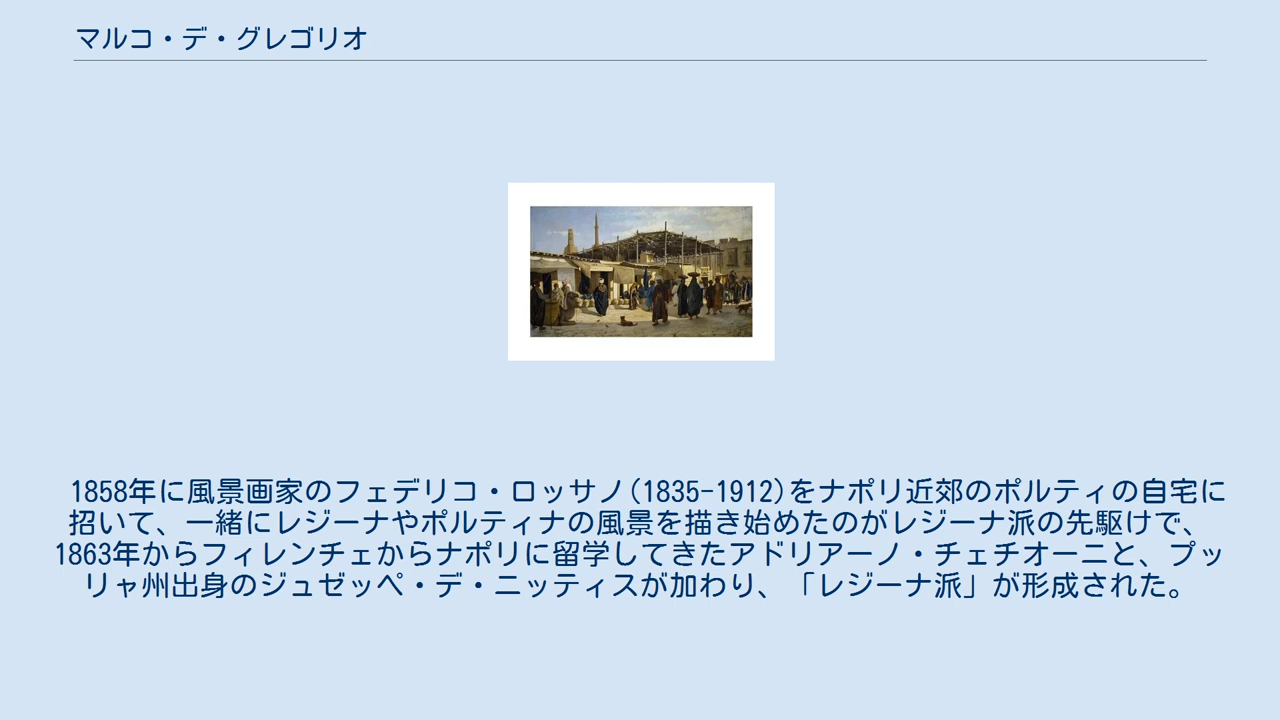 マルコ・デ・グレゴリオ
1858年に風景画家のフェデリコ・ロッサノ(1835-1912)をナポリ近郊のポルティの自宅に
招いて、一緒にレジーナやポルティナの風景を描き始めたのがレジーナ派の先駆けで、
1863年からフィレンチェからナポリに留学してきたアドリアーノ・チェチオーニと、プッ
リャ州出身のジュゼッペ・デ・ニッティスが加わり、「レジーナ派」が形成された。